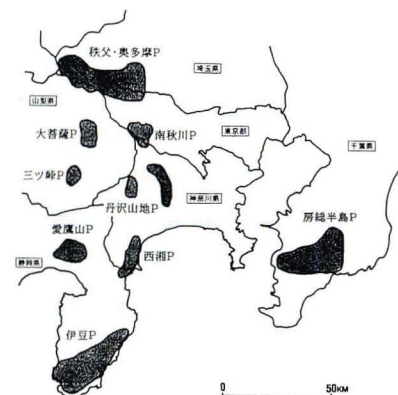 秩父・奥多摩P
埼玉県
山梨県
大菩薩P
南秋川P
東京都
千葉県
三ツ峠P
丹沢山地P
神奈川県
愛鷹山P
西湘P
房総半島P
静岡県
伊豆P
0 50KM